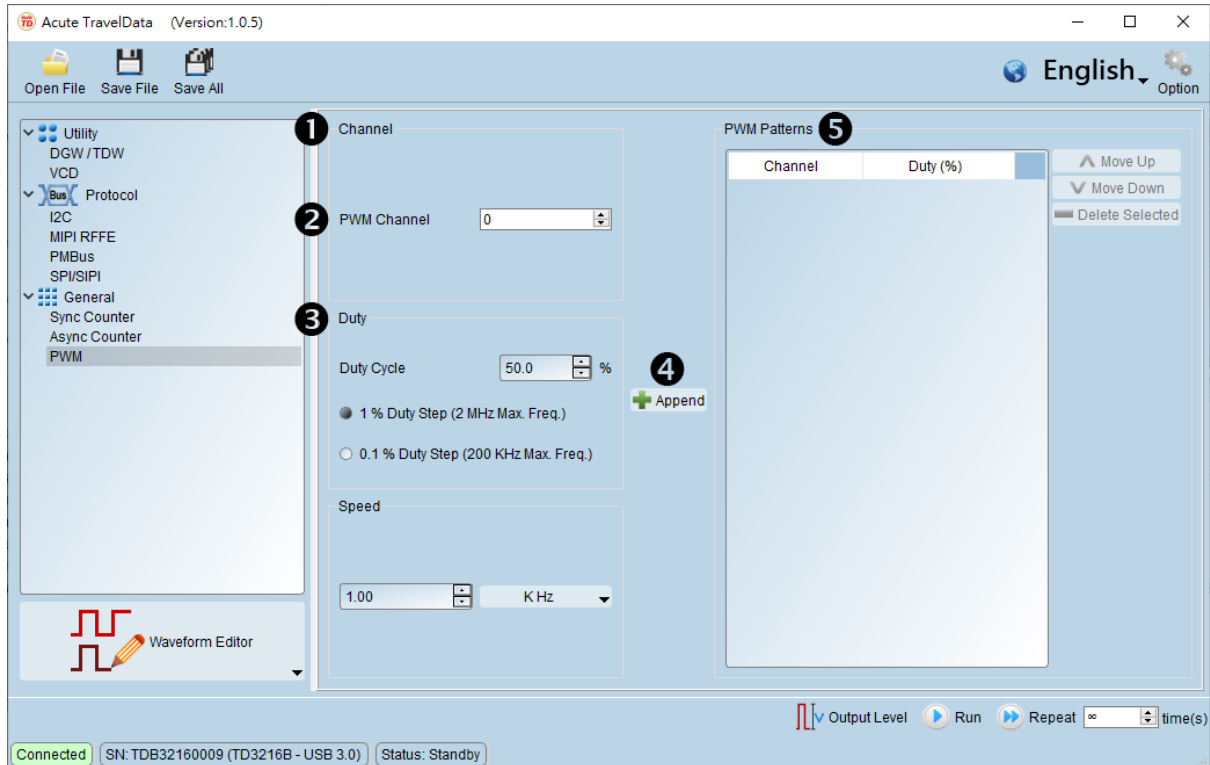 Acute TravelData (Version:1.0.5)
Open File Save File Save All
English
Option
Utility
DGW / TDW
VCD
Bus Protocol
I2C
MIPI RFFE
PMBus
SPI/SIPI
General
Sync Counter
Async Counter
PWM
Waveform Editor
1 Channel
2 PWM Channel 0
3 Duty
Duty Cycle 50.0 %
1 % Duty Step (2 MHz Max. Freq.)
0.1 % Duty Step (200 KHz Max. Freq.)
Speed
1.00 K Hz
4
Append
PWM Patterns 5
Channel Duty (%)
Move Up
Move Down
Delete Selected
V Output Level Run Repeat ∞ time(s)
Connected SN: TDB32160009 (TD3216B - USB 3.0) Status: Standby